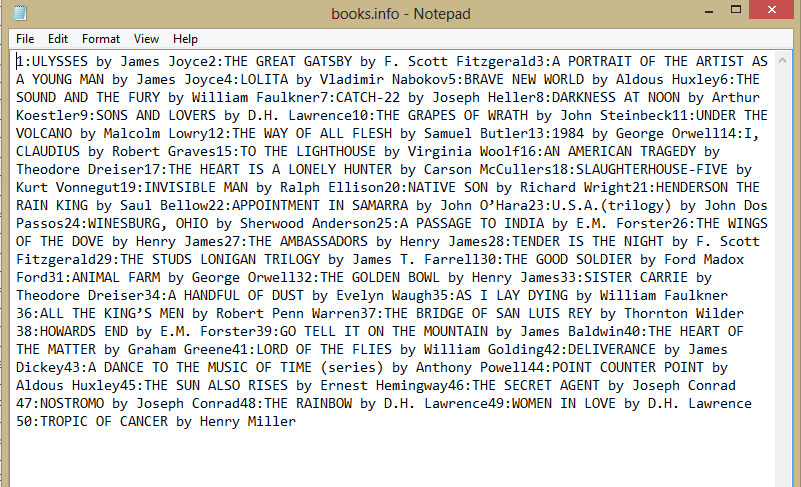 books.info - Notepad
File Edit Format View Help
1:ULYSSES by James Joyce2:THE GREAT GATSBY by F. Scott Fitzgerald3:A PORTRAIT OF THE ARTIST AS
A YOUNG MAN by James Joyce4:LOLITA by Vladimir Nabokov5:BRAVE NEW WORLD by Aldous Huxley6:THE
SOUND AND THE FURY by William Faulkner7:CATCH-22 by Joseph Heller8:DARKNESS AT NOON by Arthur
Koestler9:SONS AND LOVERS by D.H. Lawrence10:THE GRAPES OF WRATH by John Steinbeck11:UNDER THE
VOLCANO by Malcolm Lowry12:THE WAY OF ALL FLESH by Samuel Butler13:1984 by George Orwell14:I,
CLAUDIUS by Robert Graves15:TO THE LIGHTHOUSE by Virginia Woolf16:AN AMERICAN TRAGEDY by
Theodore Dreiser17:THE HEART IS A LONELY HUNTER by Carson McCullers18:SLAUGHTERHOUSE-FIVE by
Kurt Vonnegut19:INVISIBLE MAN by Ralph Ellison20:NATIVE SON by Richard Wright21:HENDERSON THE
RAIN KING by Saul Bellow22:APPOINTMENT IN SAMARRA by John O’Hara23:U.S.A.(trilogy) by John Dos
Passos24:WINESBURG, OHIO by Sherwood Anderson25:A PASSAGE TO INDIA by E.M. Forster26:THE WINGS
OF THE DOVE by Henry James27:THE AMBASSADORS by Henry James28:TENDER IS THE NIGHT by F. Scott
Fitzgerald29:THE STUDS LONIGAN TRILOGY by James T. Farrell30:THE GOOD SOLDIER by Ford Madox
Ford31:ANIMAL FARM by George Orwell32:THE GOLDEN BOWL by Henry James33:SISTER CARRIE by
Theodore Dreiser34:A HANDFUL OF DUST by Evelyn Waugh35:AS I LAY DYING by William Faulkner
36:ALL THE KING’S MEN by Robert Penn Warren37:THE BRIDGE OF SAN LUIS REY by Thornton Wilder
38:HOWARDS END by E.M. Forster39:GO TELL IT ON THE MOUNTAIN by James Baldwin40:THE HEART OF
THE MATTER by Graham Greene41:LORD OF THE FLIES by William Golding42:DELIVERANCE by James
Dickey43:A DANCE TO THE MUSIC OF TIME (series) by Anthony Powell44:POINT COUNTER POINT by
Aldous Huxley45:THE SUN ALSO RISES by Ernest Hemingway46:THE SECRET AGENT by Joseph Conrad
47:NOSTROMO by Joseph Conrad48:THE RAINBOW by D.H. Lawrence49:WOMEN IN LOVE by D.H. Lawrence
50:TROPIC OF CANCER by Henry Miller